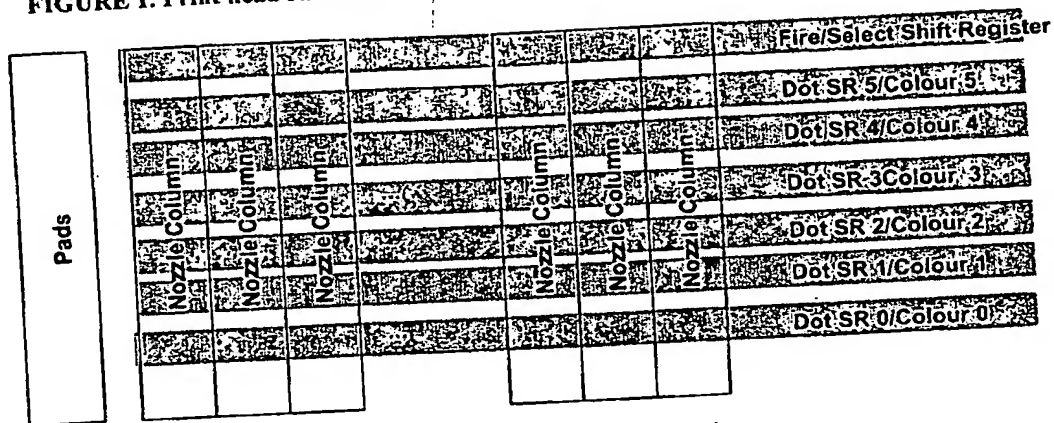 FIGURE 1. Print head
Fire/Select Shift Register
Dot SR 5/Colour 5
Dot SR 4/Colour 4
Dot SR 3Colour 3
Dot SR 2/Colour 2
Dot SR 1/Colour 1
Dot SR 0/Colour 0
Pads
Nozzle Column
Nozzle Column
Nozzle Column
Nozzle Column
Nozzle Column
Nozzle Column